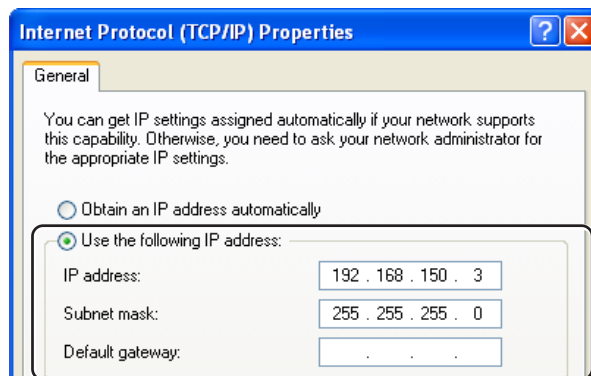 Internet Protocol (TCP/IP) Properties
General
You can get IP settings assigned automatically if your network supports
this capability. Otherwise, you need to ask your network administrator for
the appropriate IP settings.
Obtain an IP address automatically
Use the following IP address:
IP address: 192 . 168 . 150 . 3
Subnet mask: 255 . 255 . 255 . 0
Default gateway: . . .